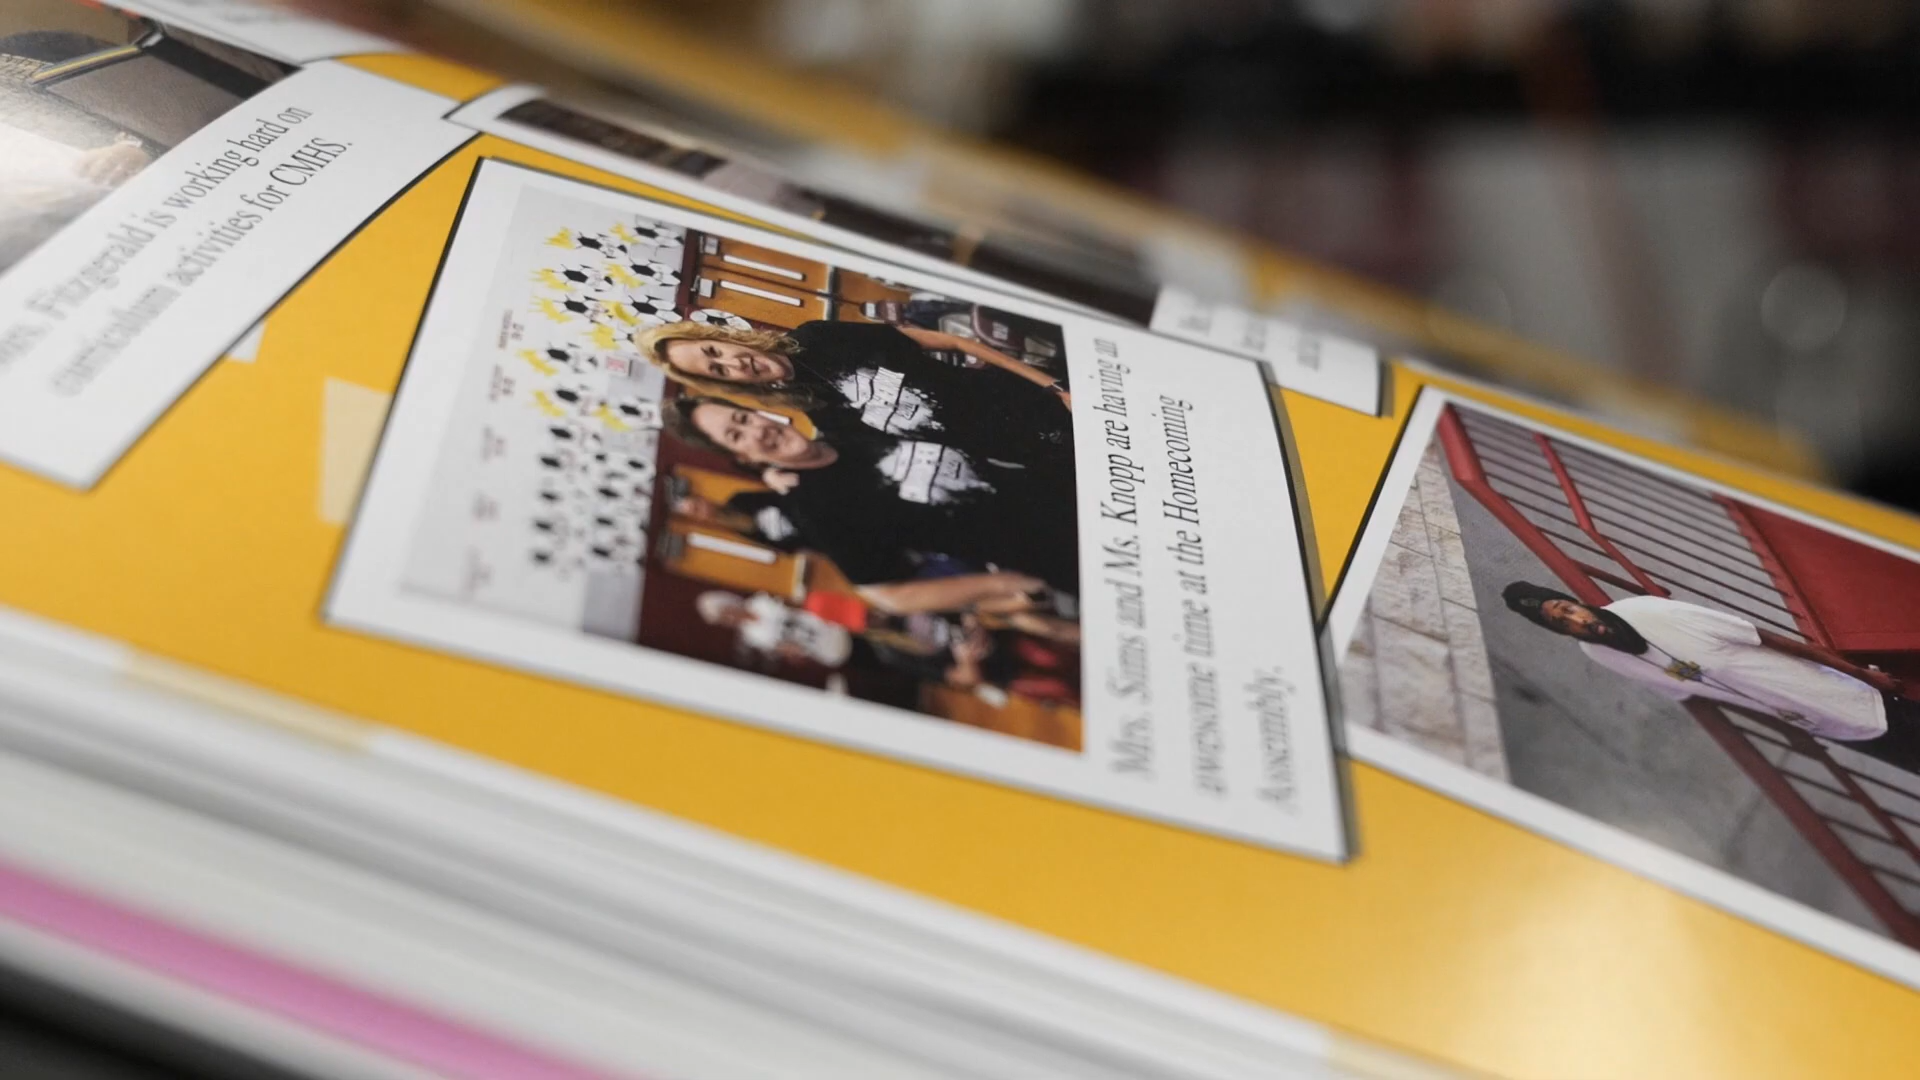 Mrs. Fitzgerald is working hard on
curriculum activities for CMHS.
Mrs. Sims and Ms. Knopp are having an
awesome time at the Homecoming
Assembly.